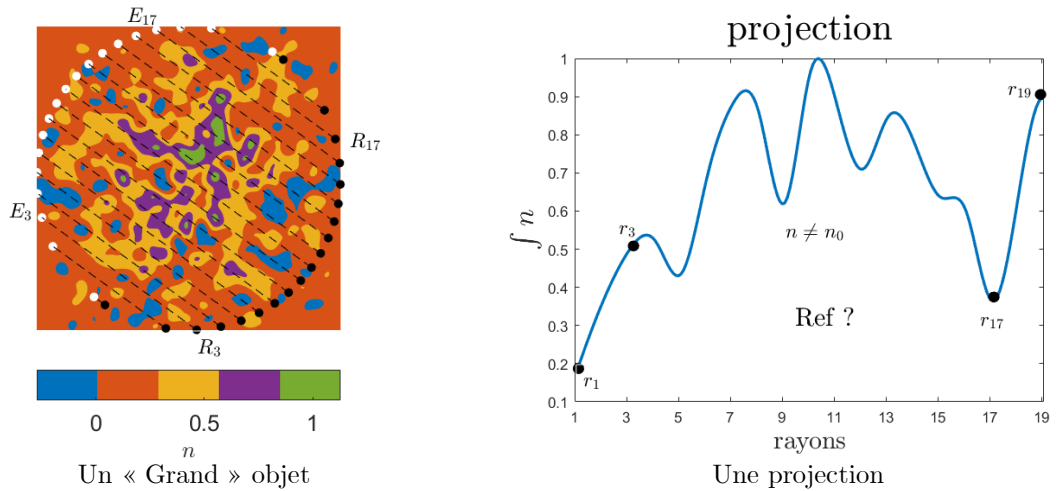 E₁₇
R₁₇
E₃
R₃
0 0.5 1
n
Un « Grand » objet
projection
1
0.9
0.8
0.7
0.6
0.5
0.4
0.3
0.2
0.1
∫ n
r₁₉
r₃
n ≠ n₀
Ref ?
r₁₇
r₁
1 3 5 7 9 11 13 15 17 19
rayons
Une projection